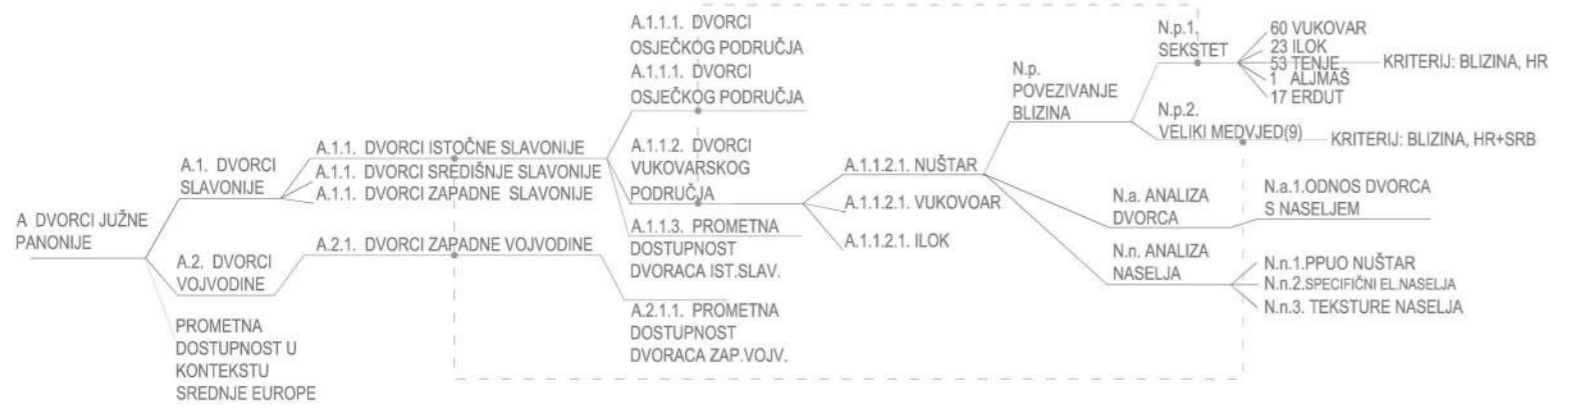 A DVORCI JUŽNE
PANONIJE
A.1. DVORCI
SLAVONIJE
A.2. DVORCI
VOJVODINE
PROMETNA
DOSTUPNOST U
KONTEKSTU
SREDNJE EUROPE
A.1.1. DVORCI ISTOČNE SLAVONIJE
A.1.1. DVORCI SREDIŠNJE SLAVONIJE
A.1.1. DVORCI ZAPADNE SLAVONIJE
A.2.1. DVORCI ZAPADNE VOJVODINE
A.1.1.1. DVORCI
OSJEČKOG PODRUČJA
A.1.1.1. DVORCI
OSJEČKOG PODRUČJA
A.1.1.2. DVORCI
VUKOVARSKOG
PODRUČJA
A.1.1.3. PROMETNA
DOSTUPNOST
DVORACA IST.SLAV.
A.2.1.1. PROMETNA
DOSTUPNOST
DVORACA ZAP.VOJV.
A.1.1.2.1. NUŠTAR
A.1.1.2.1. VUKOVOAR
A.1.1.2.1. ILOK
N.p.
POVEZIVANJE
BLIZINA
N.p.1.
SEKSTET
60 VUKOVAR
23 ILOK
53 TENJE
1 ALJMAŠ
17 ERDUT
KRITERIJ: BLIZINA, HR
N.p.2.
VELIKI MEDVJED(9)
KRITERIJ: BLIZINA, HR+SRB
N.a. ANALIZA
DVORCA
N.a.1.ODNOS DVORCA
S NASELJEM
N.n. ANALIZA
NASELJA
N.n.1.PPUO NUŠTAR
N.n.2.SPECIFIČNI EL.NASELJA
N.n.3. TEKSTURE NASELJA